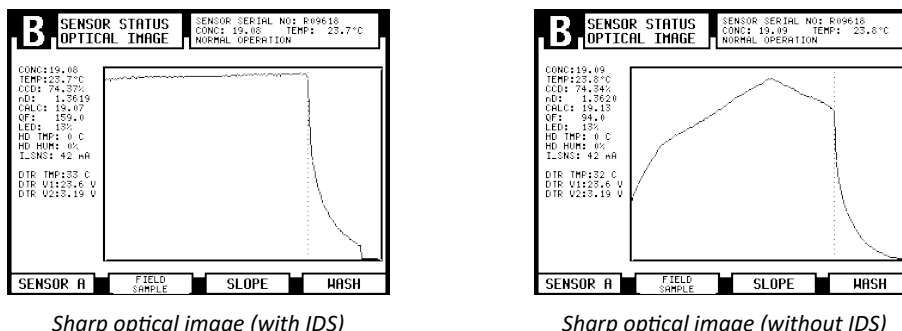 B
SENSOR STATUS
OPTICAL IMAGE
SENSOR SERIAL NO: R09618
CONC: 19.08 TEMP: 23.7°C
NORMAL OPERATION
CONC:19.08
TEMP:23.7°C
CCD: 74.37%
nD: 1.3619
CALC: 19.07
QF: 159.0
LED: 13%
HD TMP: 0 C
HD HUM: 0%
I_SNS: 42 mA
DTR TMP:33 C
DTR V1:23.6 V
DTR V2:3.19 V
SENSOR A
FIELD
SAMPLE
SLOPE
WASH
Sharp optical image (with IDS)
B
SENSOR STATUS
OPTICAL IMAGE
SENSOR SERIAL NO: R09618
CONC: 19.09 TEMP: 23.8°C
NORMAL OPERATION
CONC:19.09
TEMP:23.8°C
CCD: 74.34%
nD: 1.3620
CALC: 19.13
QF: 94.0
LED: 13%
HD TMP: 0 C
HD HUM: 0%
I_SNS: 42 mA
DTR TMP:32 C
DTR V1:23.6 V
DTR V2:3.19 V
SENSOR A
FIELD
SAMPLE
SLOPE
WASH
Sharp optical image (without IDS)